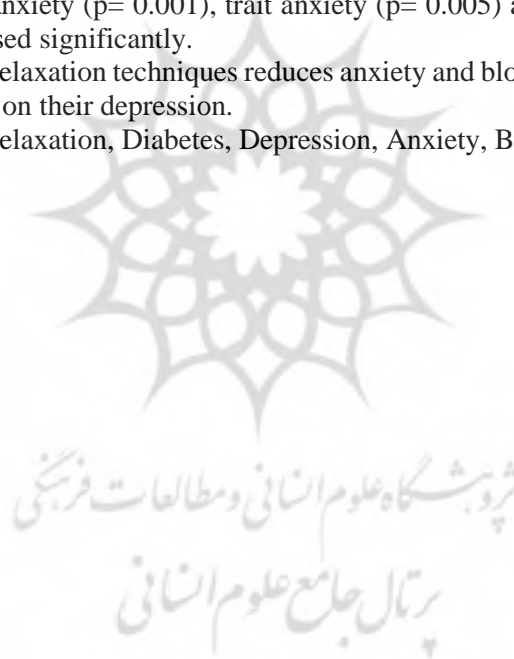 anxiety (p= 0.001), trait anxiety (p= 0.005) a
sed significantly.
elaxation techniques reduces anxiety and blo
on their depression.
elaxation, Diabetes, Depression, Anxiety, B
پژوهشگاه علوم انسانی و مطالعات فرهنگی
پرتال جامع علوم انسانی